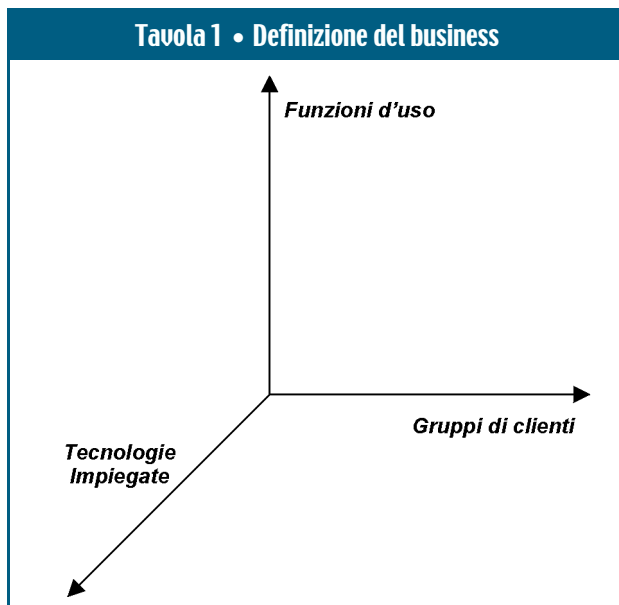 Tavola 1 • Definizione del business
Funzioni d'uso
Gruppi di clienti
Tecnologie
Impiegate